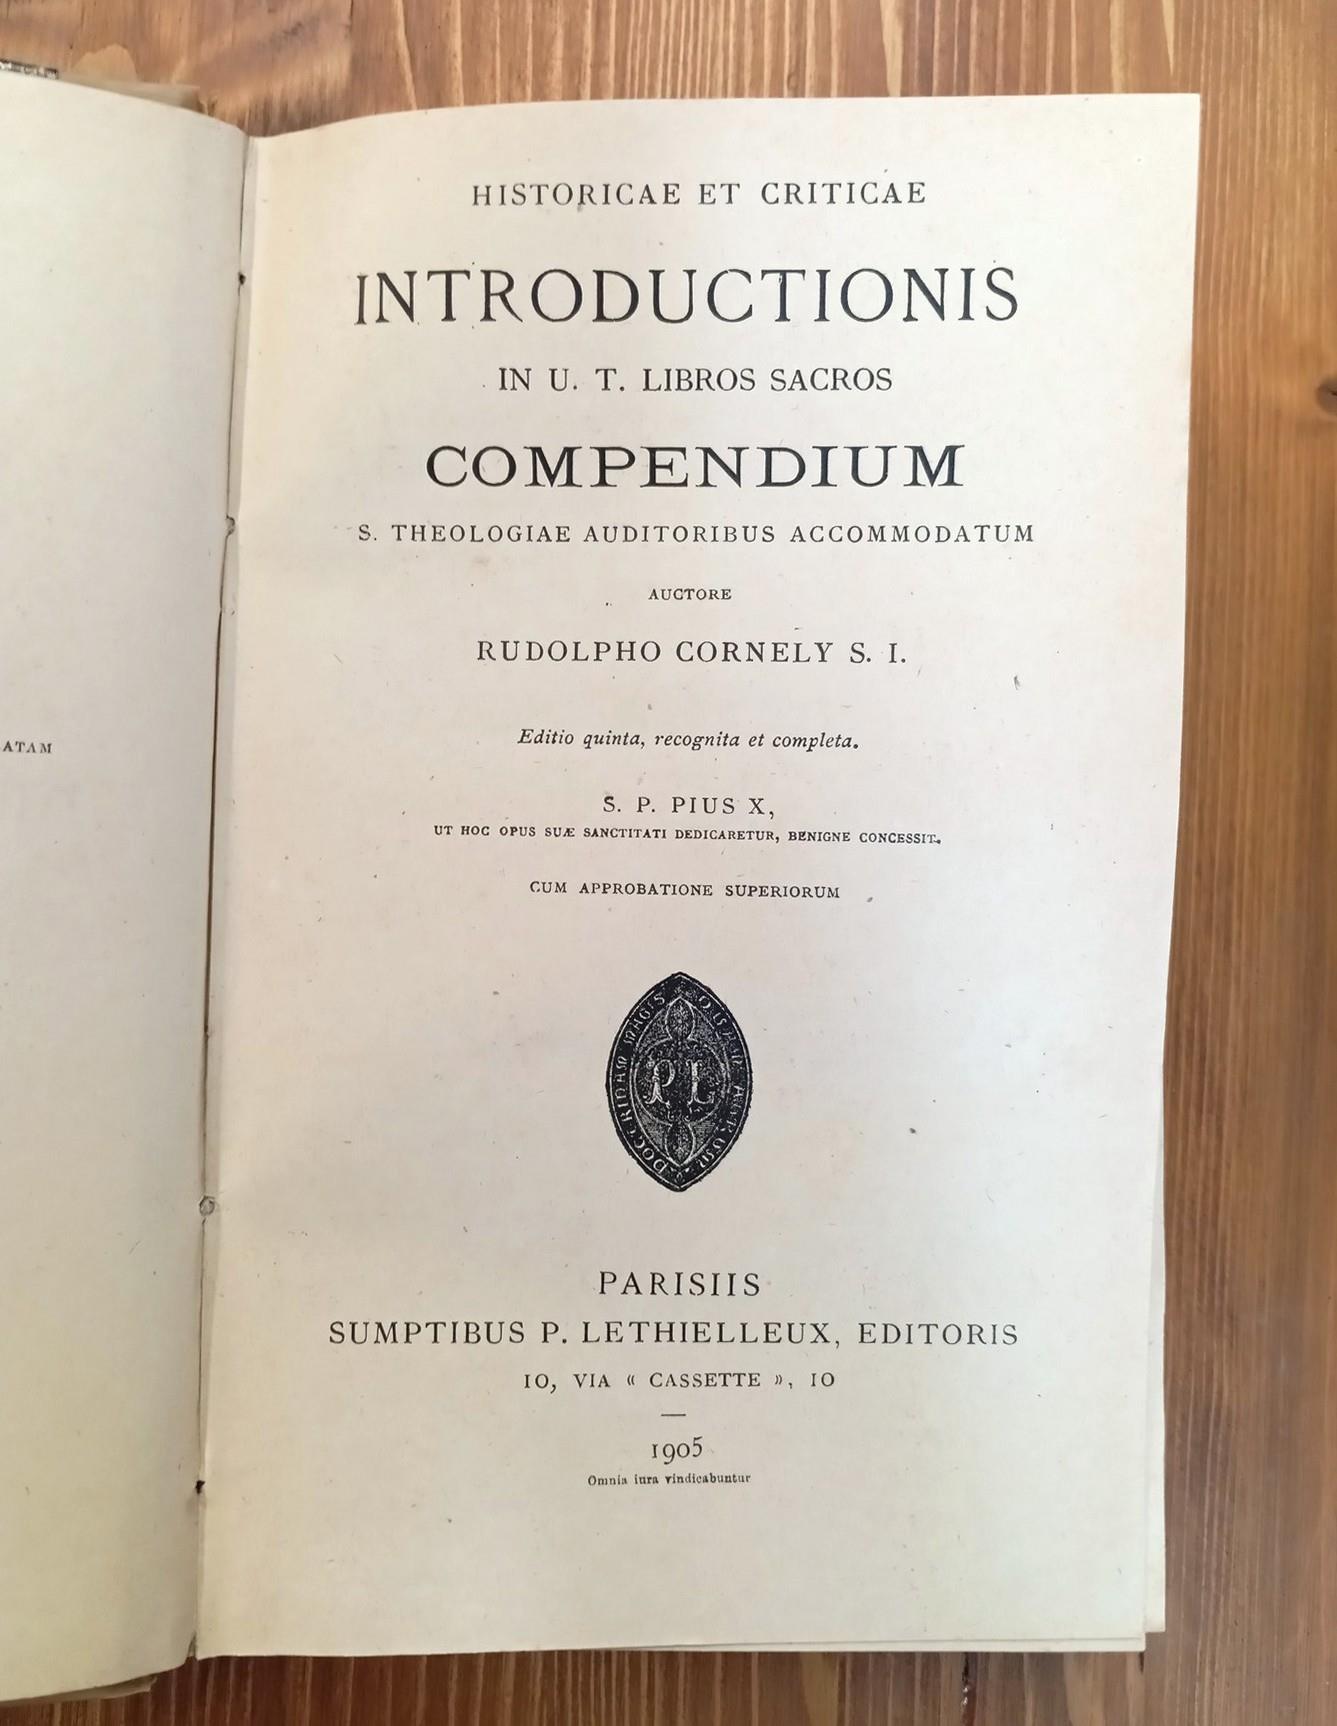 ATAM
HISTORICAE ET CRITICAE
INTRODUCTIONIS
IN U. T. LIBROS SACROS
COMPENDIUM
S. THEOLOGIAE AUDITORIBUS ACCOMMODATUM
AUCTORE
RUDOLPHO CORNELY S. I.
Editio quinta, recognita et completa.
S. P. PIUS X,
UT HOC OPUS SUÆ SANCTITATI DEDICARETUR, BENIGNE CONCESSIT.
CUM APPROBATIONE SUPERIORUM
DOCTRINAM MAGIS
PL
PARISIIS
SUMPTIBUS P. LETHIELLEUX, EDITORIS
10, VIA « CASSETTE », 10
1905
Omnia iura vindicabuntur